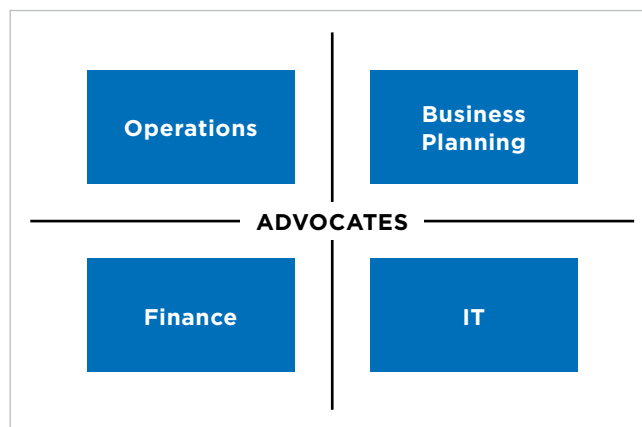 Operations
Business
Planning
ADVOCATES
Finance
IT